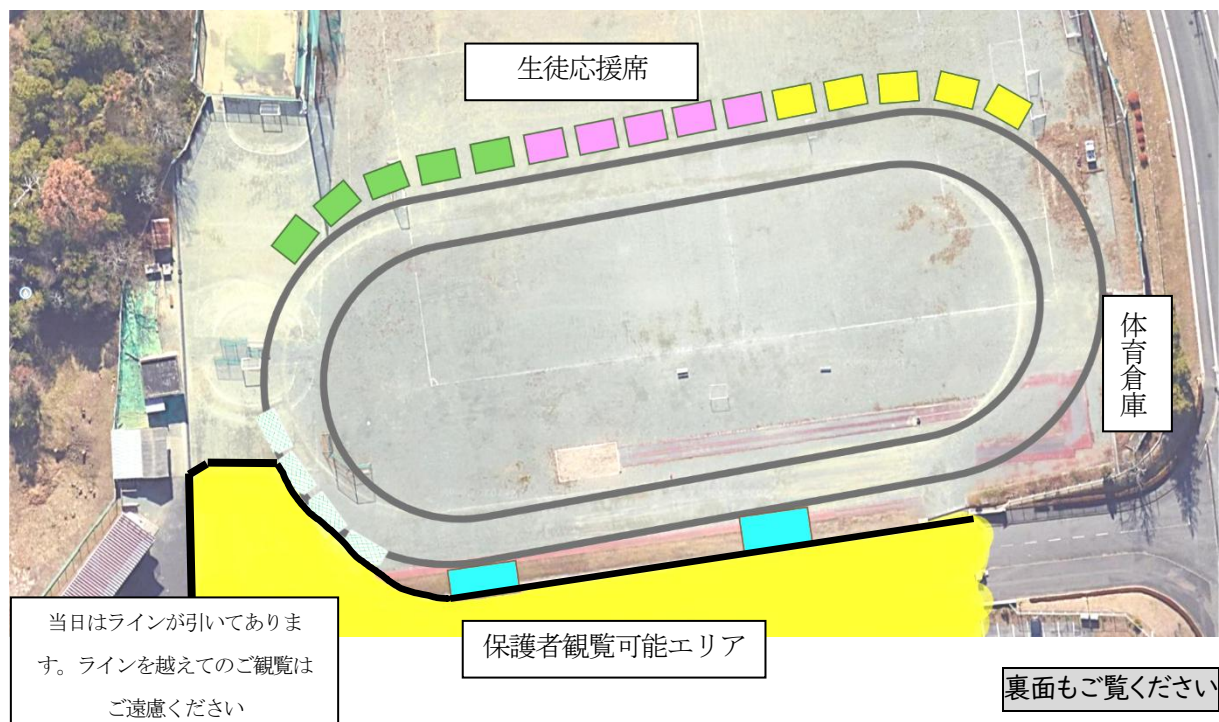 生徒応援席
体育倉庫
保護者観覧可能エリア
当日はラインが引いてありま
す。ラインを越えてのご観覧は
ご遠慮ください
裏面もご覧ください